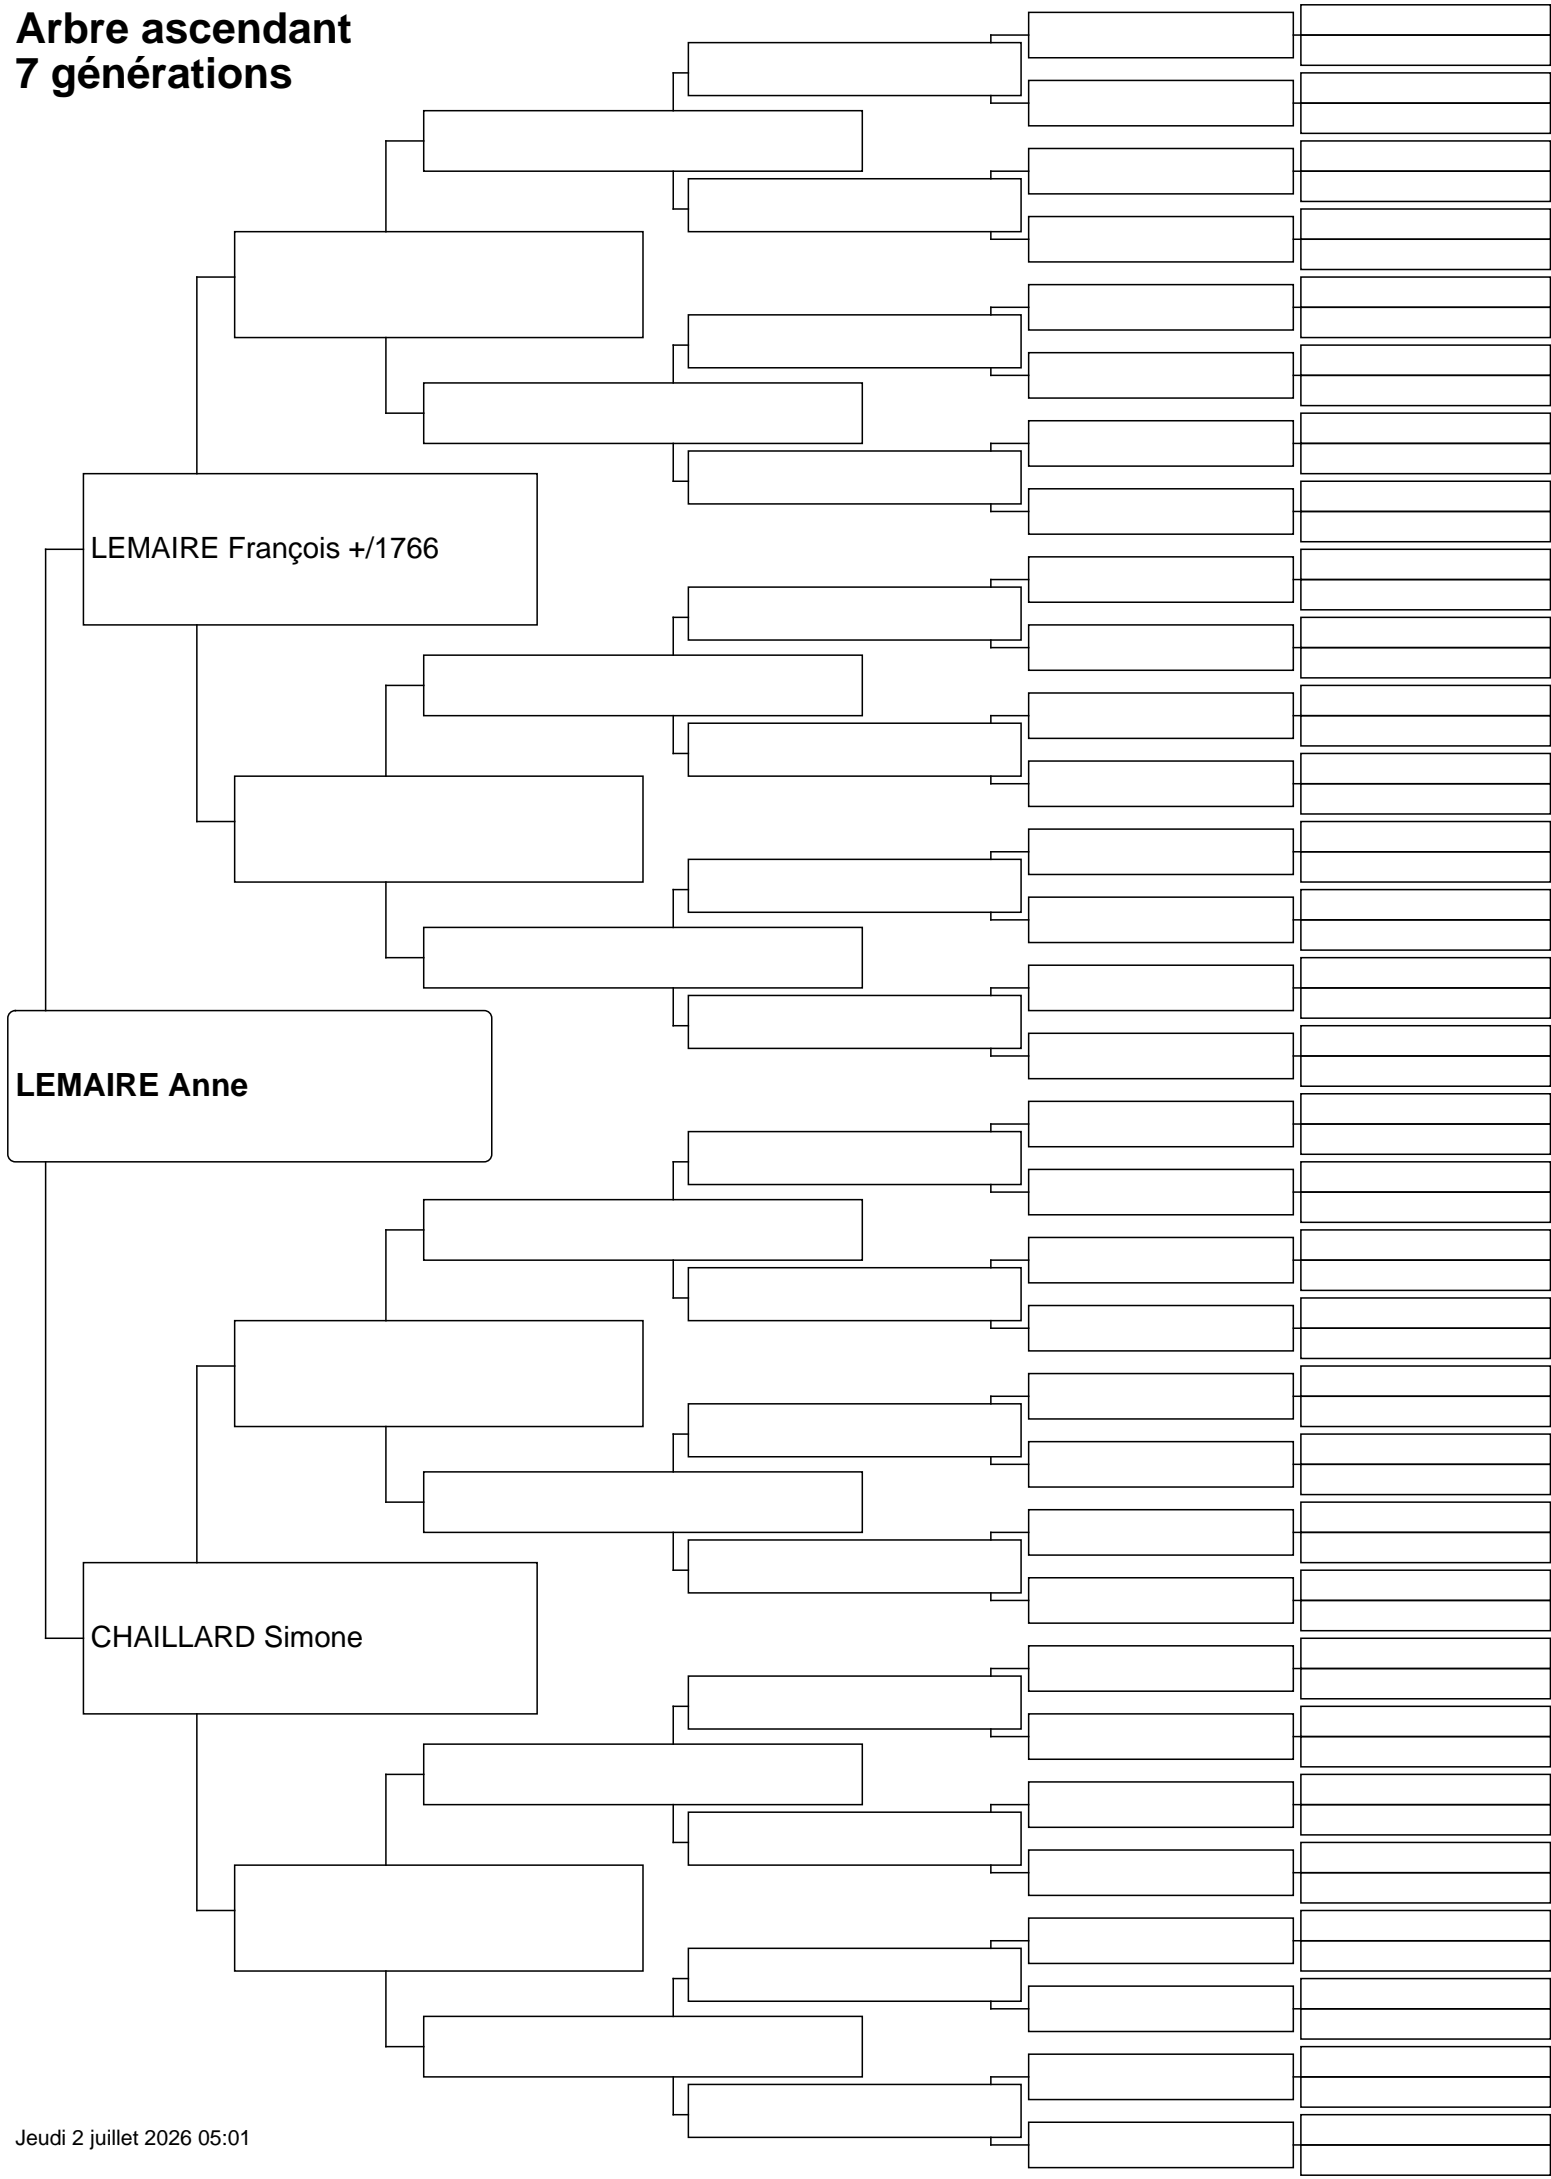 Arbre ascendant
7 générations
LEMAIRE François +/1766
LEMAIRE Anne
CHAILLARD Simone
Jeudi 2 juillet 2026 05:01